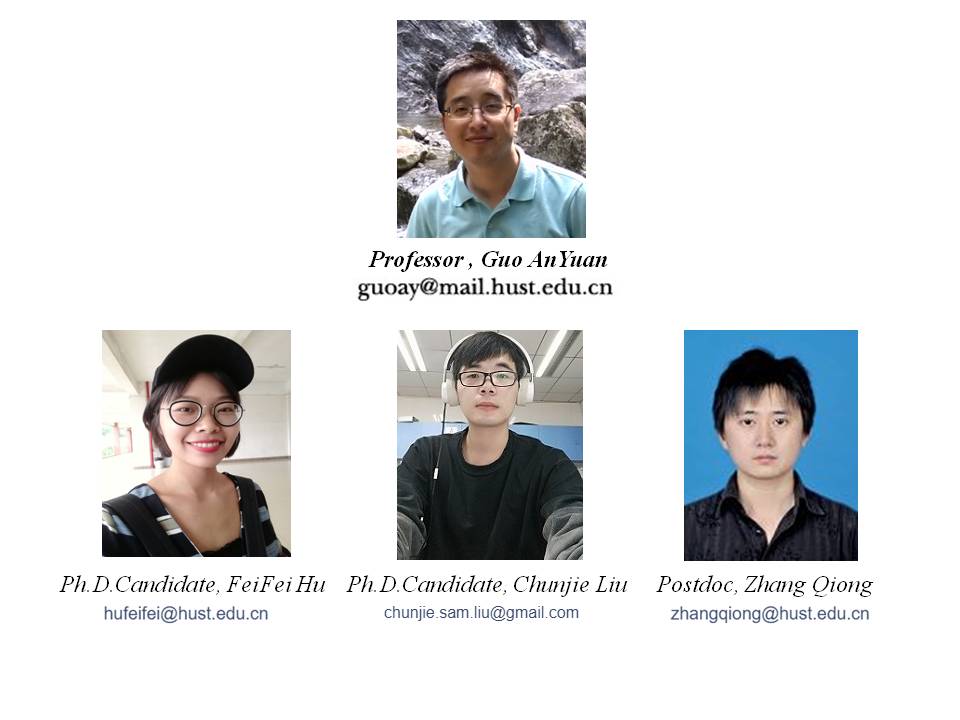 Professor , Guo AnYuan
guoay@mail.hust.edu.cn
Ph.D.Candidate, FeiFei Hu
Ph.D.Candidate, Chunjie Liu
Postdoc, Zhang Qiong
hufeifei@hust.edu.cn
chunjie.sam.liu@gmail.com
zhangqiong@hust.edu.cn